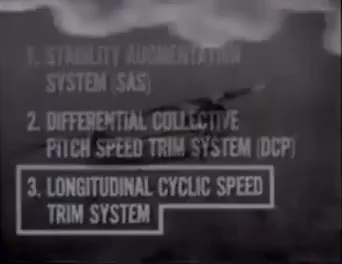 1. STABILITY AUGMENTATION
SYSTEM (SAS)
2. DIFFERENTIAL COLLECTIVE
PITCH SPEED TRIM SYSTEM (DCP)
3. LONGITUDINAL CYCLIC SPEED
TRIM SYSTEM